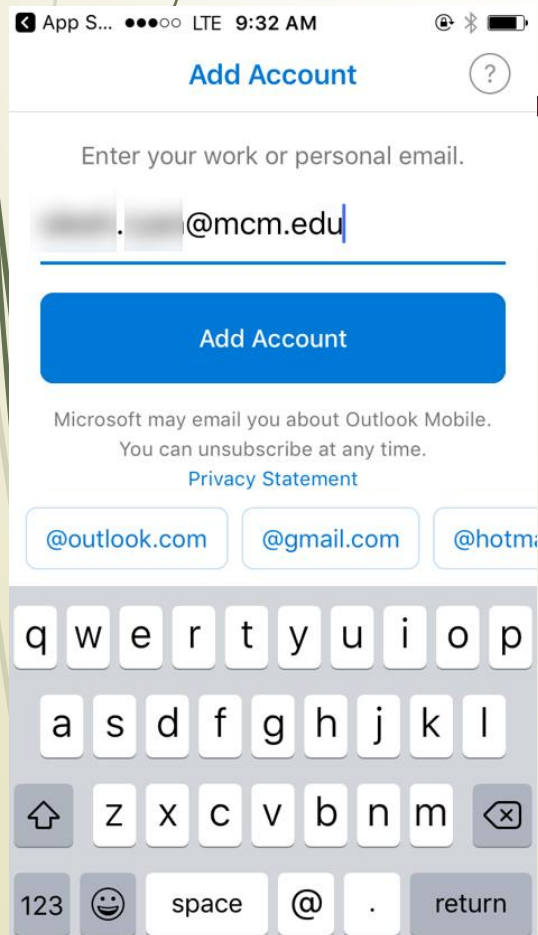 App S... LTE 9:32 AM
Add Account ?
Enter your work or personal email.
. @mcm.edu
Add Account
Microsoft may email you about Outlook Mobile.
You can unsubscribe at any time.
Privacy Statement
@outlook.com @gmail.com @hotma
q w e r t y u i o p
a s d f g h j k l
z x c v b n m
123 space @ . return